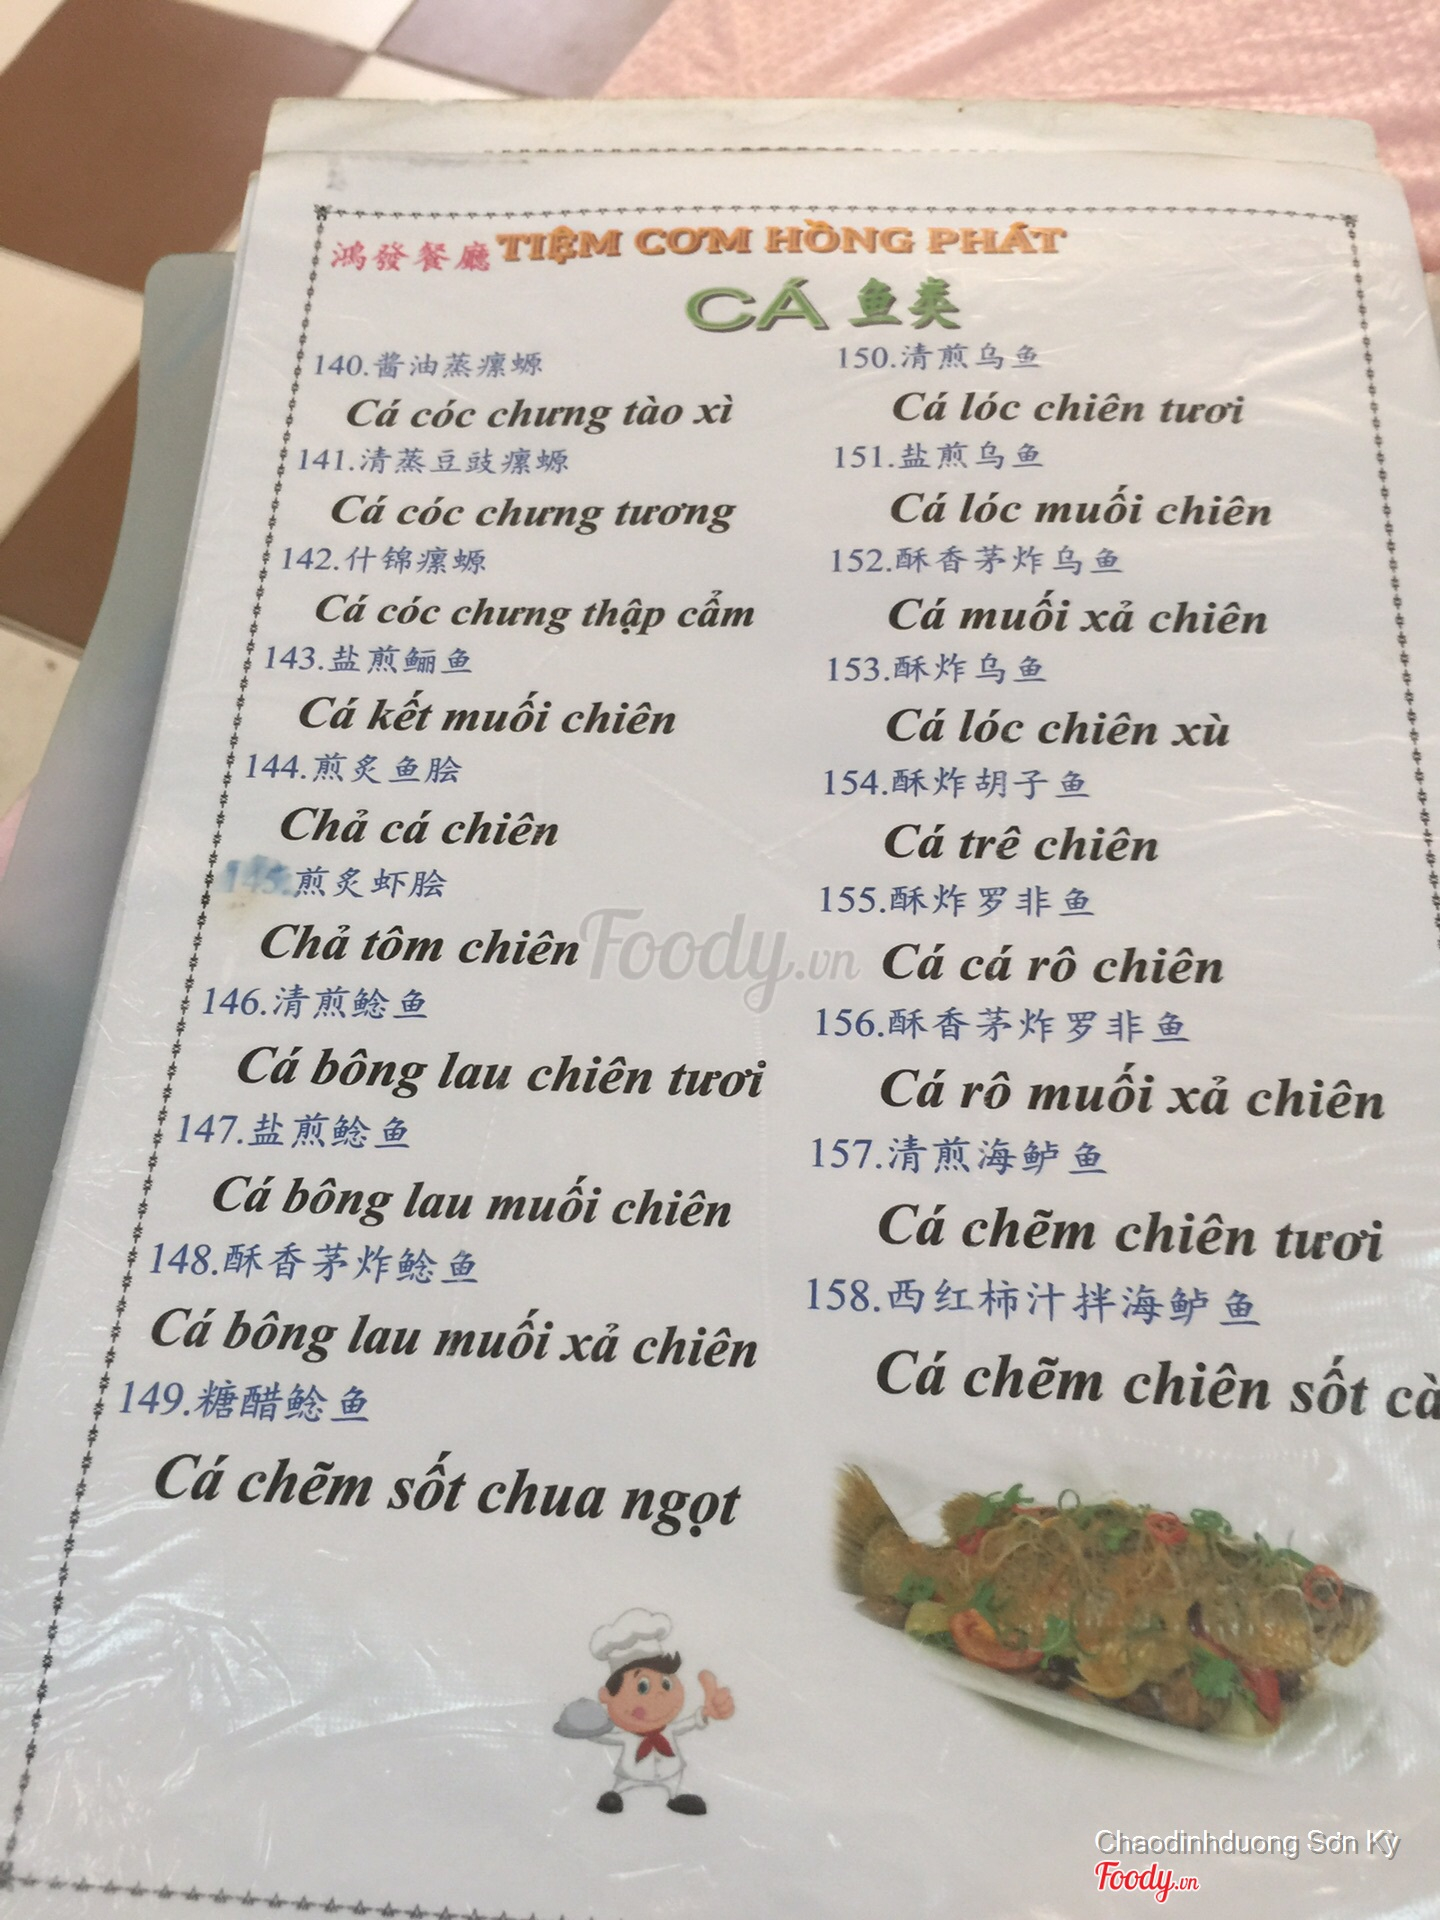 鴻發餐廳 TIỆM CƠM HỒNG PHÁT
CÁ 鱼类
140.酱油蒸瘰螈
Cá cóc chưng tào xì
141.清蒸豆豉瘰螈
Cá cóc chưng tương
142.什锦瘰螈
Cá cóc chưng thập cẩm
143.盐煎鲡鱼
Cá kết muối chiên
144.煎炙鱼脍
Chả cá chiên
145.煎炙虾脍
Chả tôm chiên
146.清煎鲶鱼
Cá bông lau chiên tươi
147.盐煎鲶鱼
Cá bông lau muối chiên
148.酥香茅炸鲶鱼
Cá bông lau muối xả chiên
149.糖醋鲶鱼
Cá chẽm sốt chua ngọt
150.清煎乌鱼
Cá lóc chiên tươi
151.盐煎乌鱼
Cá lóc muối chiên
152.酥香茅炸乌鱼
Cá muối xả chiên
153.酥炸乌鱼
Cá lóc chiên xù
154.酥炸胡子鱼
Cá trê chiên
155.酥炸罗非鱼
Cá cá rô chiên
156.酥香茅炸罗非鱼
Cá rô muối xả chiên
157.清煎海鲈鱼
Cá chẽm chiên tươi
158.西红柿汁拌海鲈鱼
Cá chẽm chiên sốt cà
Foody.vn
Chaodinhduong Sơn Kỳ
Foody.vn